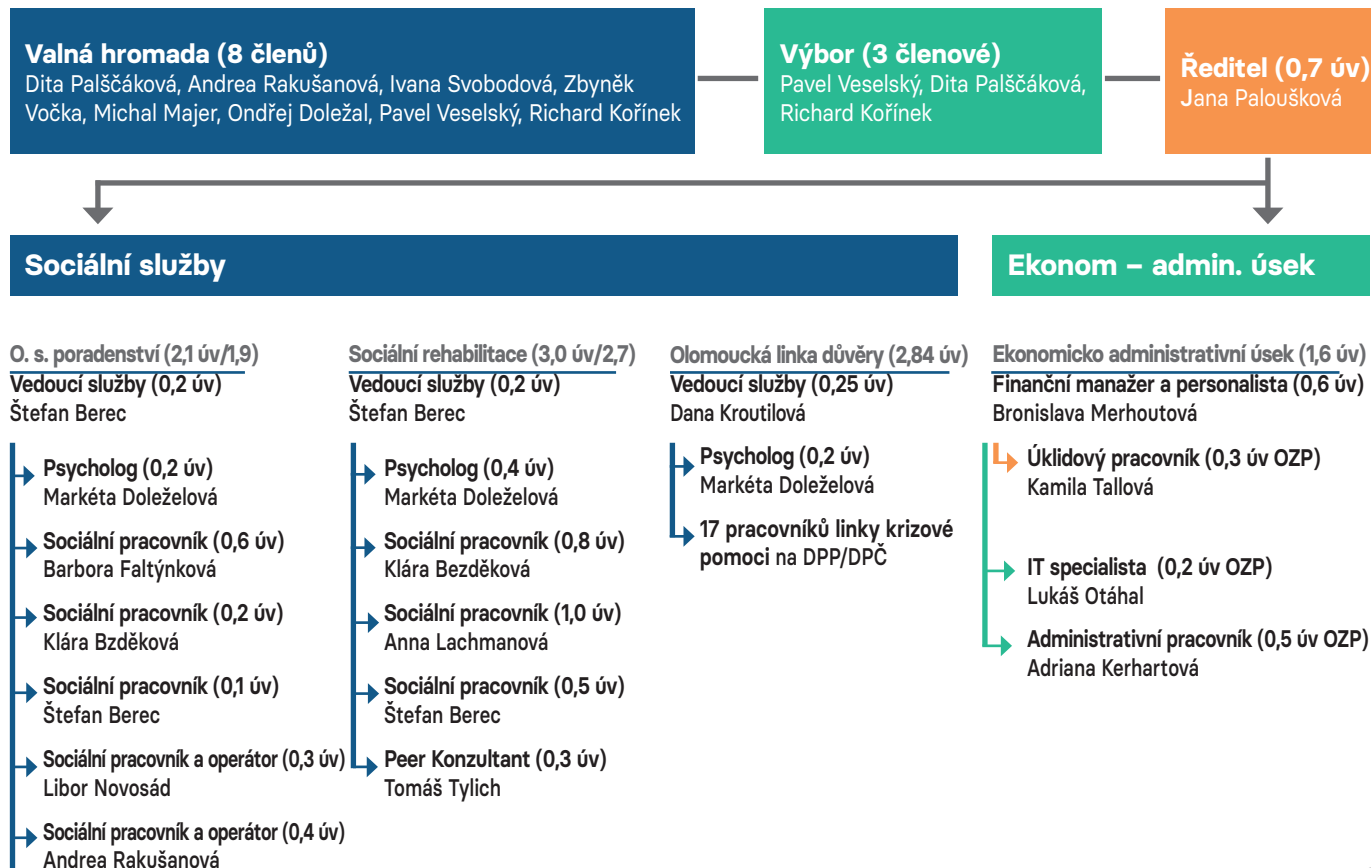 Valná hromada (8 členů)
Dita Palščáková, Andrea Rakušanová, Ivana Svobodová, Zbyněk
Vočka, Michal Majer, Ondřej Doležal, Pavel Veselský, Richard Kořínek
Výbor (3 členové)
Pavel Veselský, Dita Palščáková,
Richard Kořínek
Ředitel (0,7 úv)
Jana Paloušková
Sociální služby
Ekonom – admin. úsek
O. s. poradenství (2,1 úv/1,9)
Vedoucí služby (0,2 úv)
Štefan Berec
Psycholog (0,2 úv)
Markéta Doleželová
Sociální pracovník (0,6 úv)
Barbora Faltýnková
Sociální pracovník (0,2 úv)
Klára Bzděková
Sociální pracovník (0,1 úv)
Štefan Berec
Sociální pracovník a operátor (0,3 úv)
Libor Novosád
Sociální pracovník a operátor (0,4 úv)
Andrea Rakušanová
Sociální rehabilitace (3,0 úv/2,7)
Vedoucí služby (0,2 úv)
Štefan Berec
Psycholog (0,4 úv)
Markéta Doleželová
Sociální pracovník (0,8 úv)
Klára Bezděková
Sociální pracovník (1,0 úv)
Anna Lachmanová
Sociální pracovník (0,5 úv)
Štefan Berec
Peer Konzultant (0,3 úv)
Tomáš Tylich
Olomoucká linka důvěry (2,84 úv)
Vedoucí služby (0,25 úv)
Dana Kroutilová
Psycholog (0,2 úv)
Markéta Doleželová
17 pracovníků linky krizové
pomoci na DPP/DPČ
Ekonomicko administrativní úsek (1,6 úv)
Finanční manažer a personalista (0,6 úv)
Bronislava Merhoutová
Úklidový pracovník (0,3 úv OZP)
Kamila Tallová
IT specialista (0,2 úv OZP)
Lukáš Otáhal
Administrativní pracovník (0,5 úv OZP)
Adriana Kerhartová